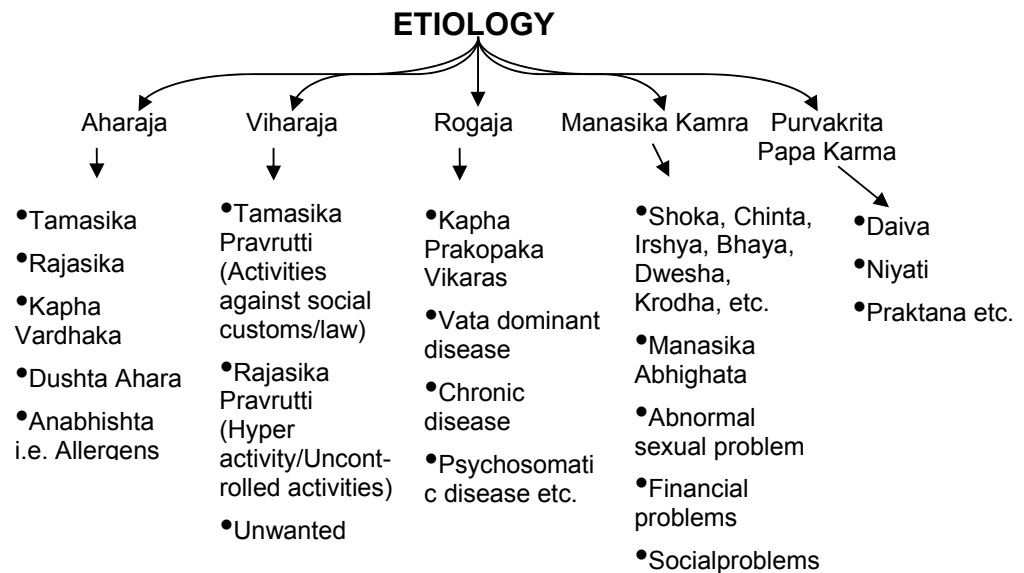 ETIOLOGY
Aharaja
Viharaja
Rogaja
Manasika Kamra
Purvakrita
Papa Karma
•Tamasika
•Rajasika
•Kapha
Vardhaka
•Dushta Ahara
•Anabhishta
i.e. Allergens
•Tamasika
Pravrutti
(Activities
against social
customs/law)
•Rajasika
Pravrutti
(Hyper
activity/Uncont-
rolled activities)
•Unwanted
•Kapha
Prakopaka
Vikaras
•Vata dominant
disease
•Chronic
disease
•Psychosomati
c disease etc.
•Shoka, Chinta,
Irshya, Bhaya,
Dwesha,
Krodha, etc.
•Manasika
Abhighata
•Abnormal
sexual problem
•Financial
problems
•Socialproblems
•Daiva
•Niyati
•Praktana etc.